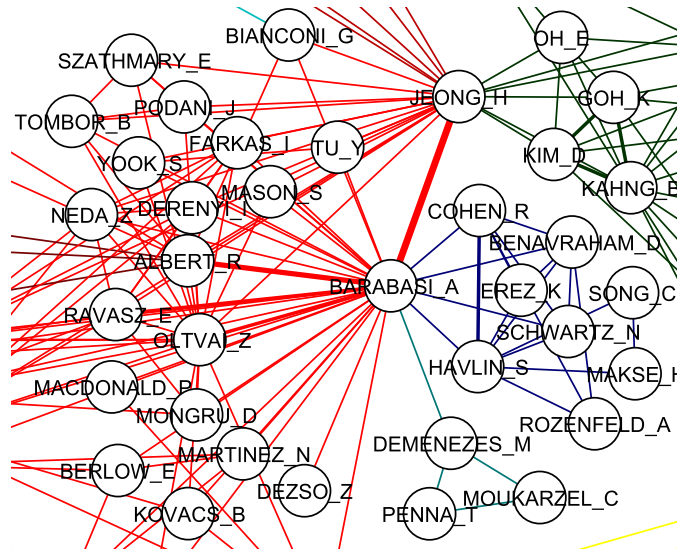 BIANCONI_G
OH_E
SZATHMARY_E
JEONG_H
GOH_K
PODANI_J
TOMBOR_B
FARKAS_I
TU_Y
KIM_D
YOOK_S
KAHNG_B
MASON_S
NEDA_Z
DERENYI_I
COHEN_R
BENAVRAHAM_D
ALBERT_R
BARABASI_A
EREZ_K
SONG_C
RAVASZ_E
SCHWARTZ_N
OLTVAI_Z
HAVLIN_S
MAKSE_H
MACDONALD_P
MONGRU_D
ROZENFELD_A
DEMENEZES_M
MARTINEZ_N
BERLOW_E
DEZSO_Z
MOUKARZEL_C
KOVACS_B
PENNA_T